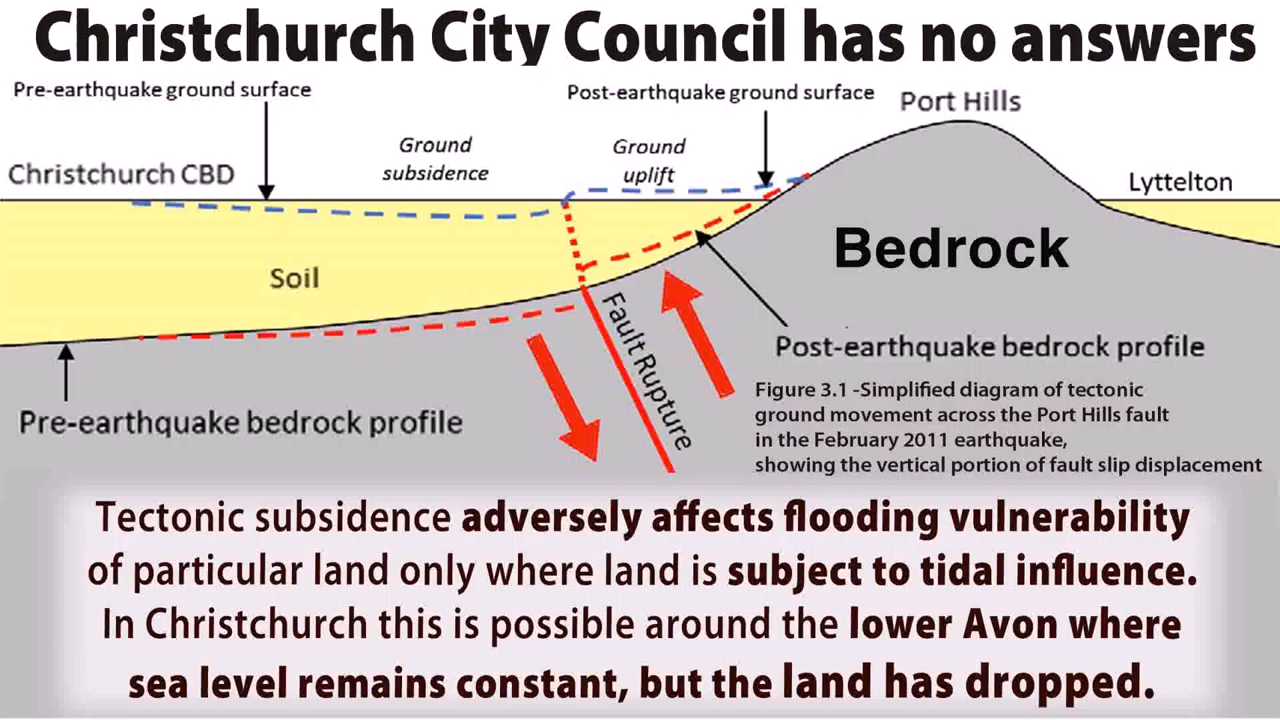 Christchurch City Council has no answers
Pre-earthquake ground surface
Post-earthquake ground surface
Port Hills
Ground
subsidence
Ground
uplift
Christchurch CBD
Lyttelton
Bedrock
Soil
Fault Rupture
Post-earthquake bedrock profile
Pre-earthquake bedrock profile
Figure 3.1 -Simplified diagram of tectonic
ground movement across the Port Hills fault
in the February 2011 earthquake,
showing the vertical portion of fault slip displacement
Tectonic subsidence adversely affects flooding vulnerability
of particular land only where land is subject to tidal influence.
In Christchurch this is possible around the lower Avon where
sea level remains constant, but the land has dropped.